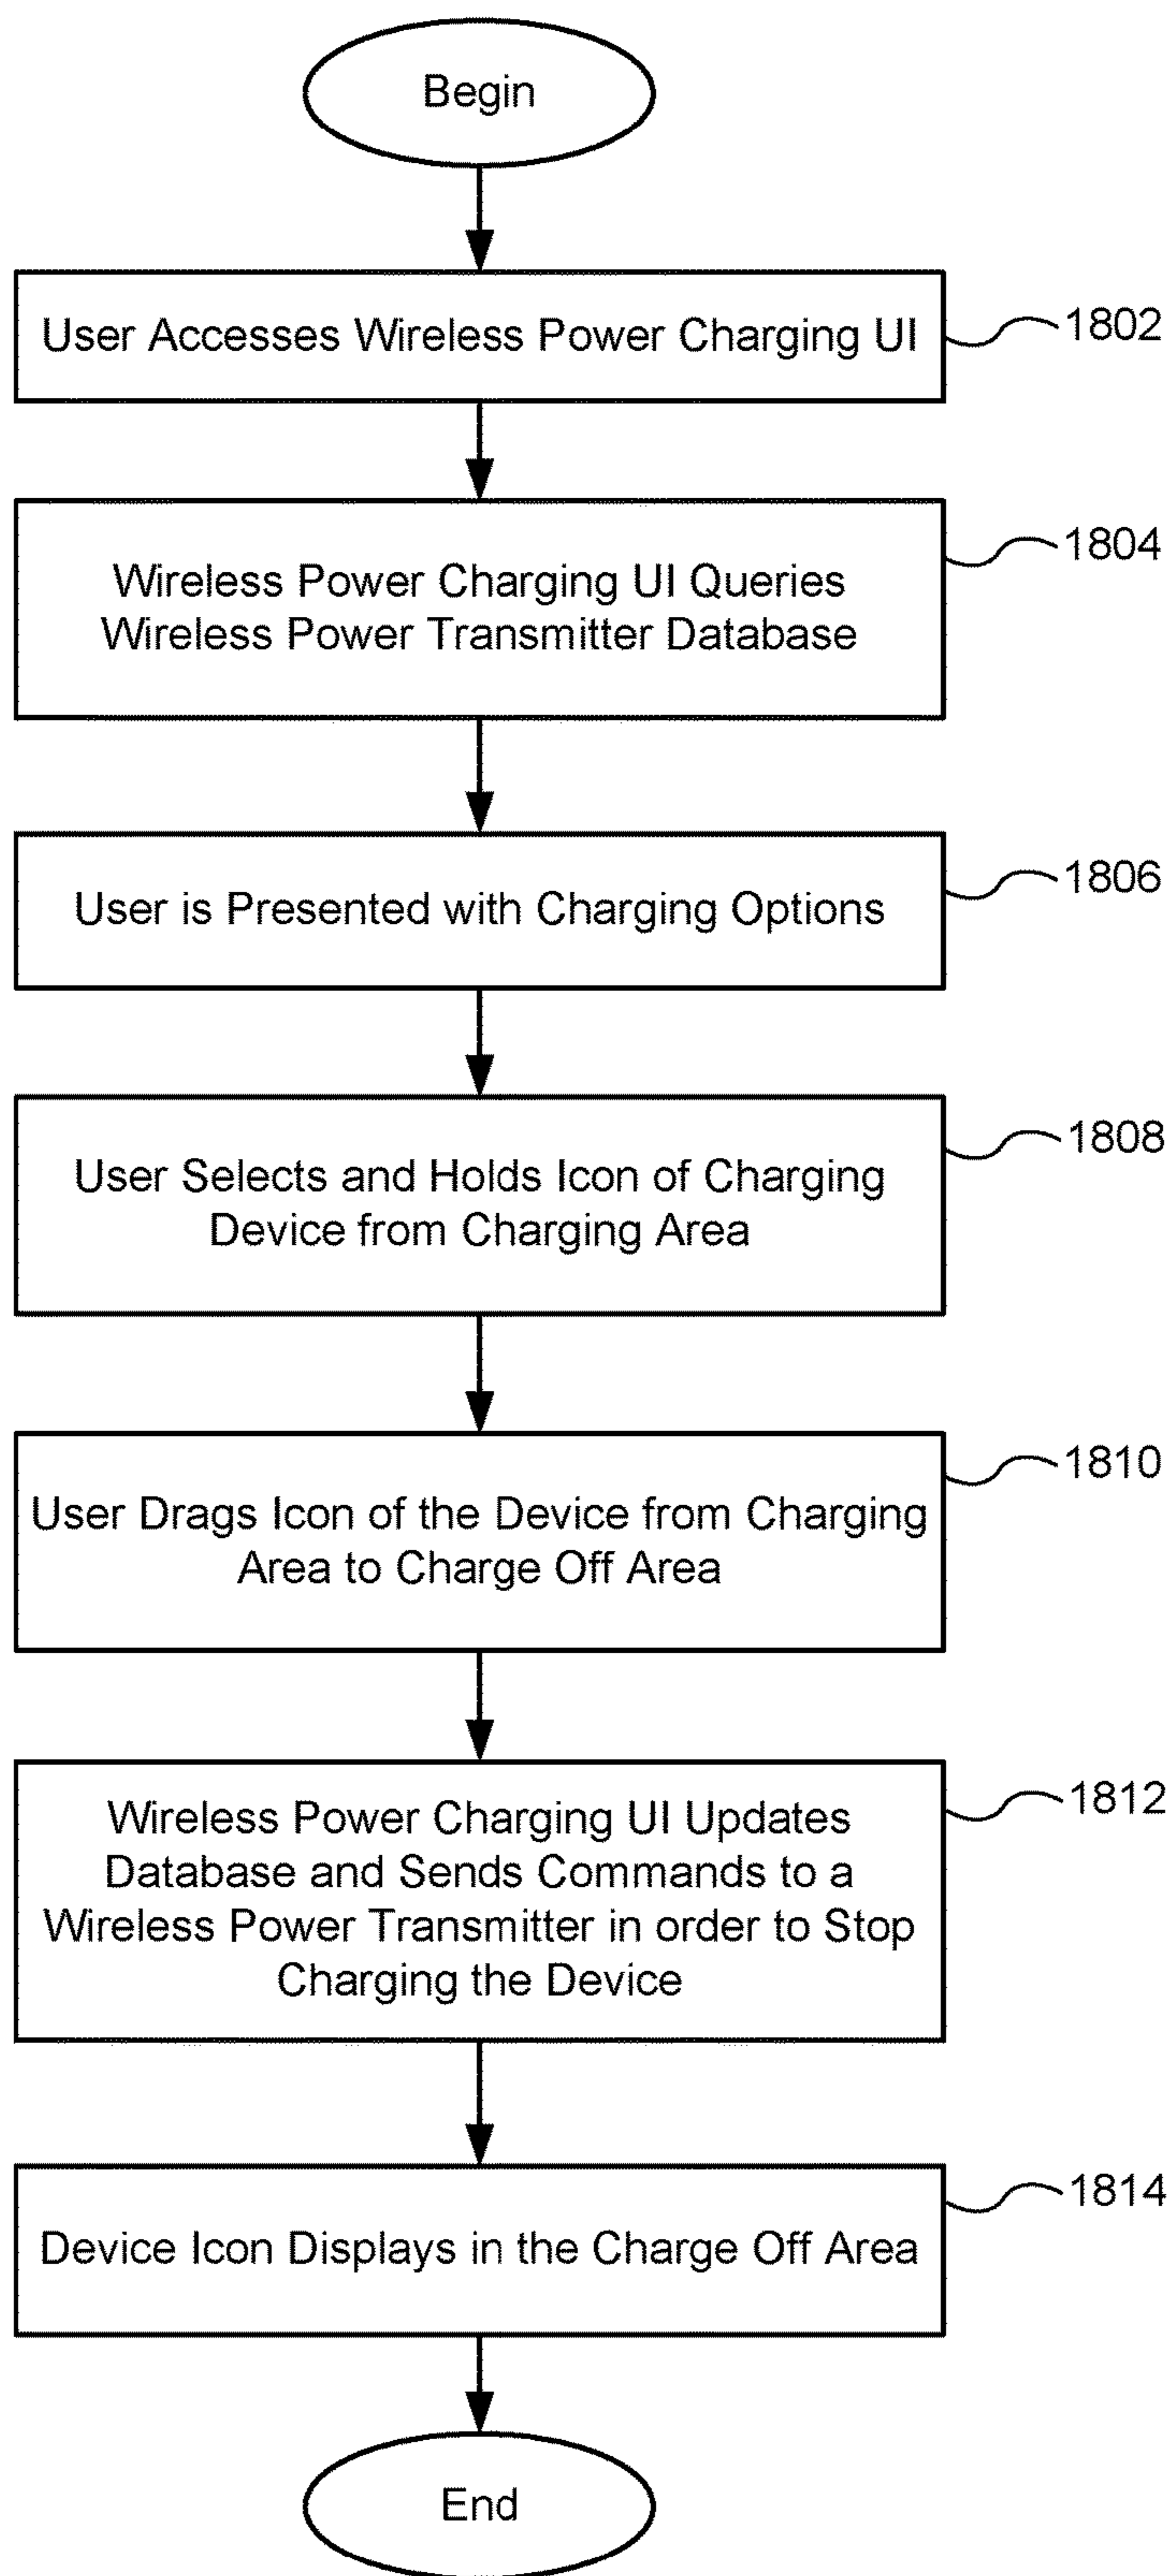 Begin
User Accesses Wireless Power Charging UI
1802
Wireless Power Charging UI Queries
Wireless Power Transmitter Database
1804
User is Presented with Charging Options
1806
User Selects and Holds Icon of Charging
Device from Charging Area
1808
User Drags Icon of the Device from Charging
Area to Charge Off Area
1810
Wireless Power Charging UI Updates
Database and Sends Commands to a
Wireless Power Transmitter in order to Stop
Charging the Device
1812
Device Icon Displays in the Charge Off Area
1814
End